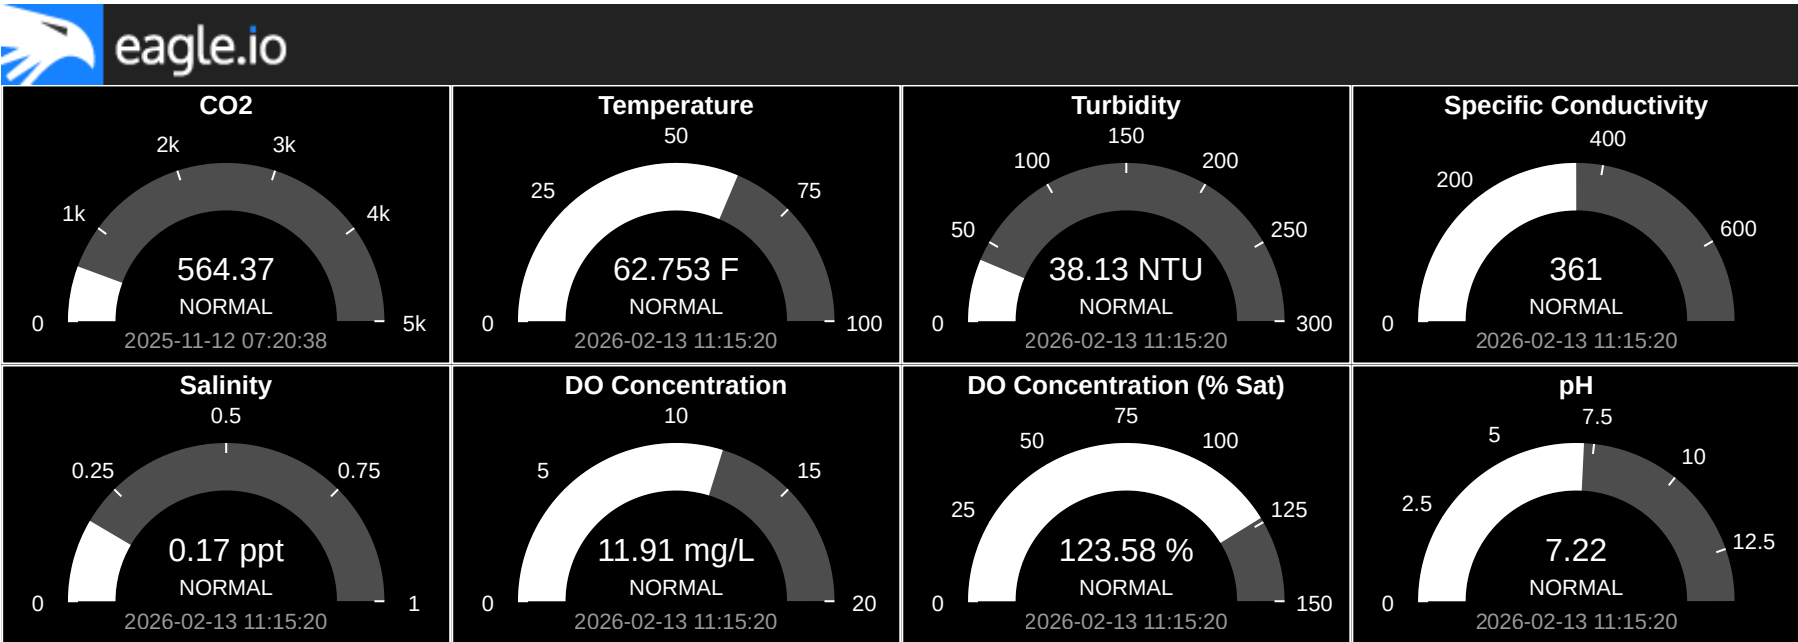 eagle.io
CO2
0
1k
2k
3k
4k
5k
564.37
NORMAL
2025-11-12 07:20:38
Temperature
0
25
50
75
100
62.753 F
NORMAL
2026-02-13 11:15:20
Turbidity
0
50
100
150
200
250
300
38.13 NTU
NORMAL
2026-02-13 11:15:20
Specific Conductivity
0
200
400
600
361
NORMAL
2026-02-13 11:15:20
Salinity
0
0.25
0.5
0.75
1
0.17 ppt
NORMAL
2026-02-13 11:15:20
DO Concentration
0
5
10
15
20
11.91 mg/L
NORMAL
2026-02-13 11:15:20
DO Concentration (% Sat)
0
25
50
75
100
125
150
123.58 %
NORMAL
2026-02-13 11:15:20
pH
0
2.5
5
7.5
10
12.5
7.22
NORMAL
2026-02-13 11:15:20